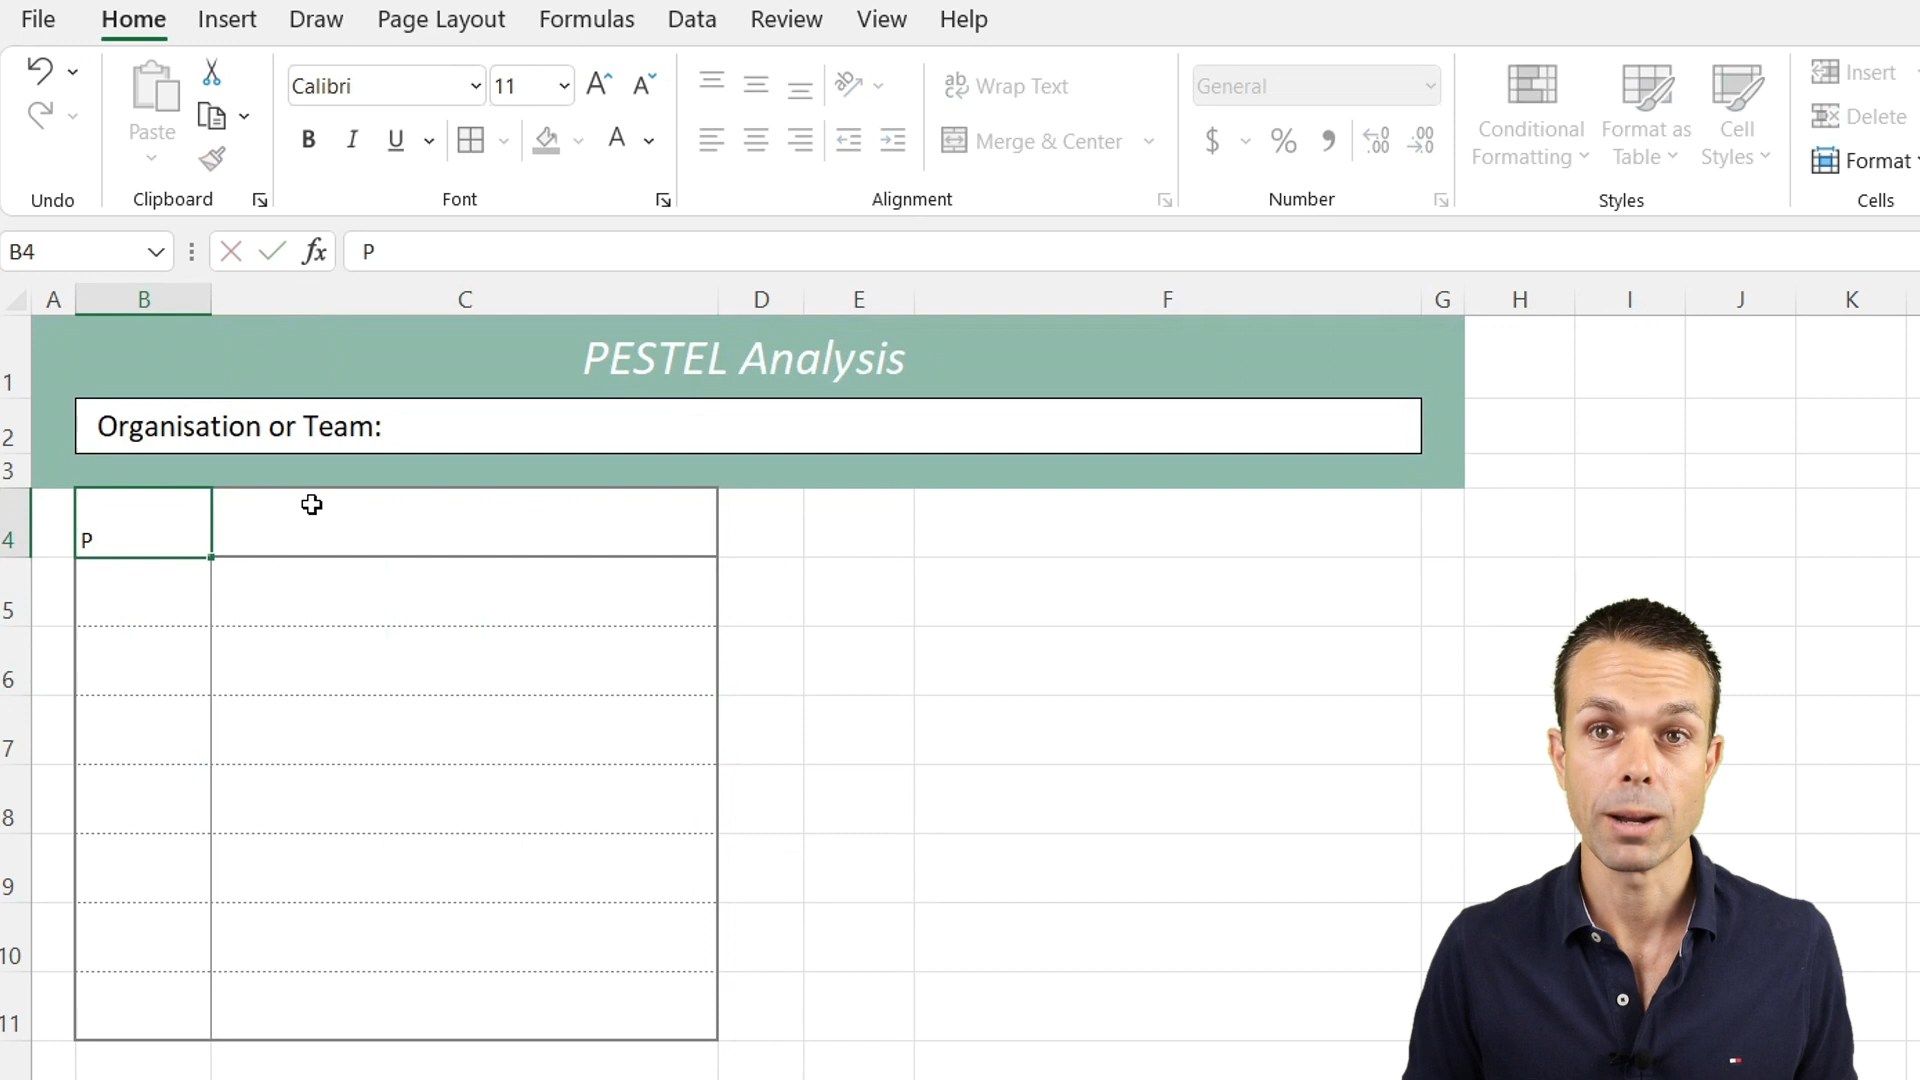 File Home Insert Draw Page Layout Formulas Data Review View Help
Calibri 11 Wrap Text General Insert
Paste B I U A Merge & Center $ % Conditional Formatting Format as Table Cell Styles Delete
Format
Undo Clipboard Font Alignment Number Styles Cells
B4 fx P
A B C D E F G H I J K
1 PESTEL Analysis
2 Organisation or Team:
3
4 P
5
6
7
8
9
10
11